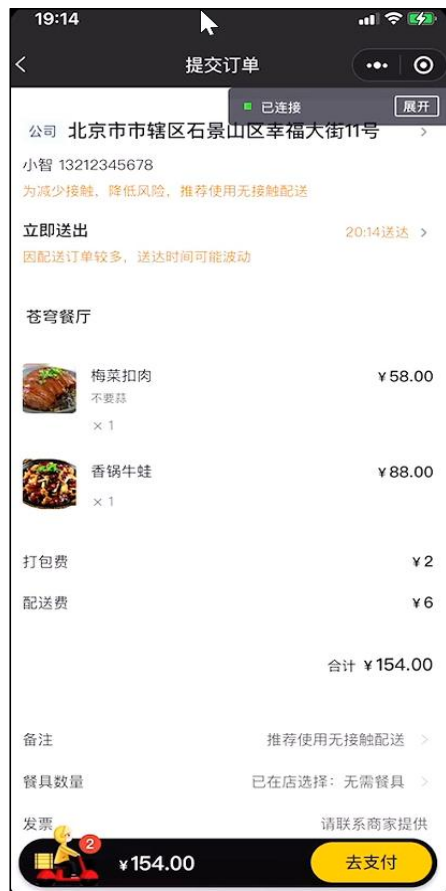 19:14
提交订单
已连接
展开
公司 北京市市辖区石景山区幸福大街11号
小智 13212345678
为减少接触、降低风险，推荐使用无接触配送
立即送出
20:14送达
因配送订单较多，送达时间可能波动
苍穹餐厅
梅菜扣肉
¥58.00
不要蒜
×1
香锅牛蛙
¥88.00
×1
打包费
¥2
配送费
¥6
合计 ¥154.00
备注
推荐使用无接触配送
餐具数量
已在店选择：无需餐具
发票
请联系商家提供
2
¥154.00
去支付